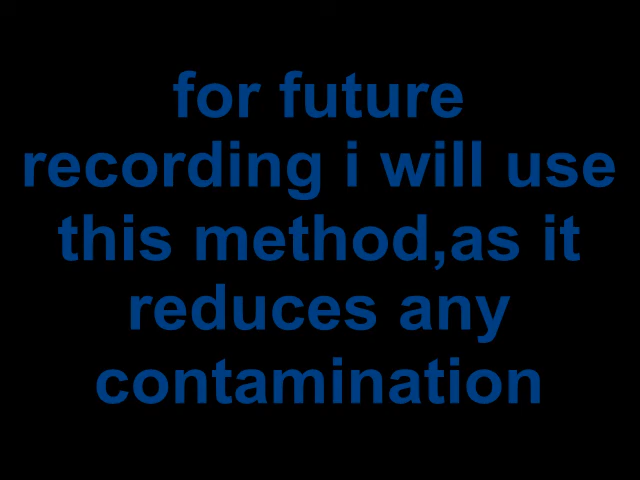 for future
recording i will use
this method,as it
reduces any
contamination